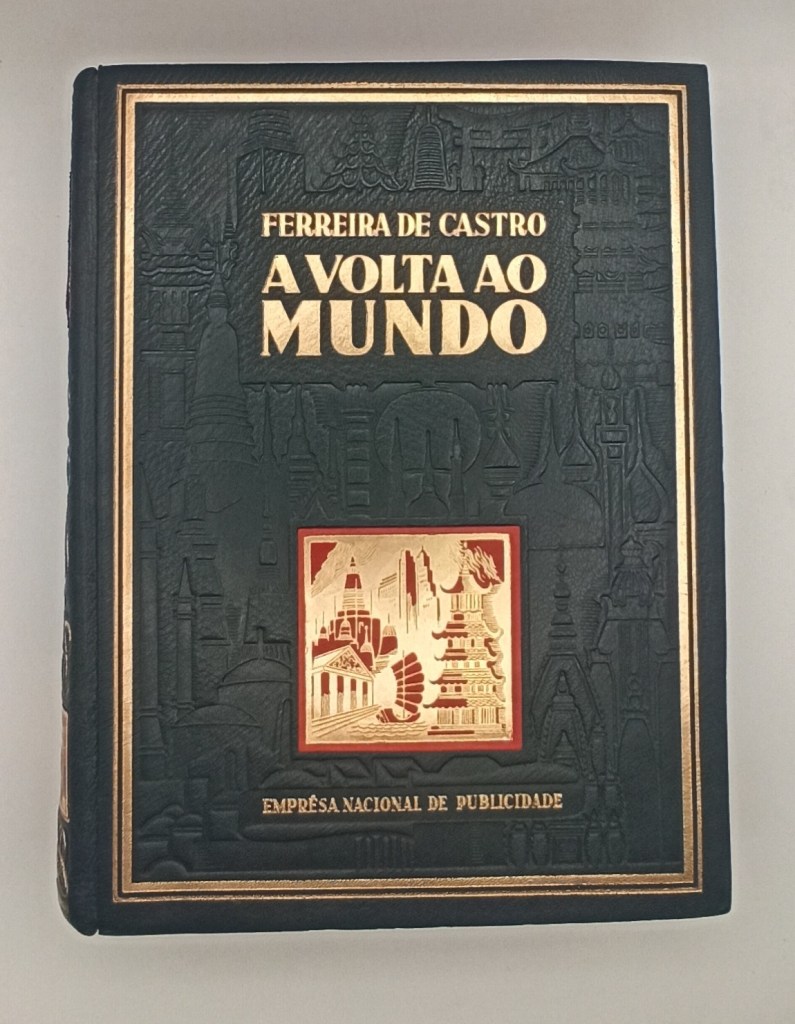 FERREIRA DE CASTRO
A VOLTA AO
MUNDO
EMPRÊSA NACIONAL DE PUBLICIDADE